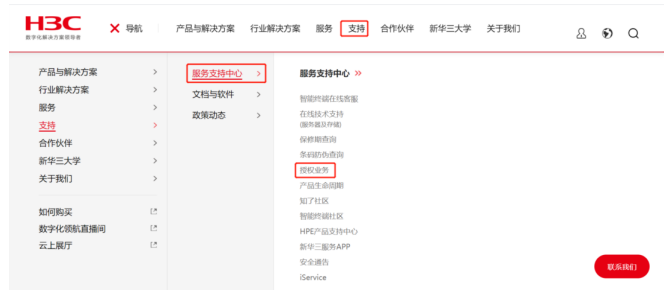 H3C
数字化解决方案领导者
导航
产品与解决方案 行业解决方案 服务 支持 合作伙伴 新华三大学 关于我们
产品与解决方案
行业解决方案
服务
支持
合作伙伴
新华三大学
关于我们
如何购买
数字化领航直播间
云上展厅
服务支持中心
文档与软件
政策动态
服务支持中心
智能终端在线客服
在线技术支持
(服务器及存储)
保修期查询
条码防伪查询
授权业务
产品生命周期
知了社区
智能终端社区
HPE产品支持中心
新华三服务APP
安全通告
iService
联系我们